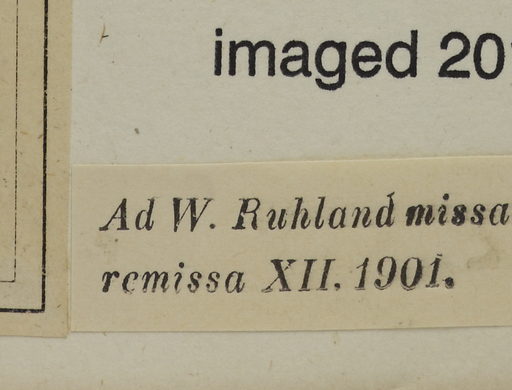 imaged 20
Ad W. Ruhland missa
remissa XII. 1901.